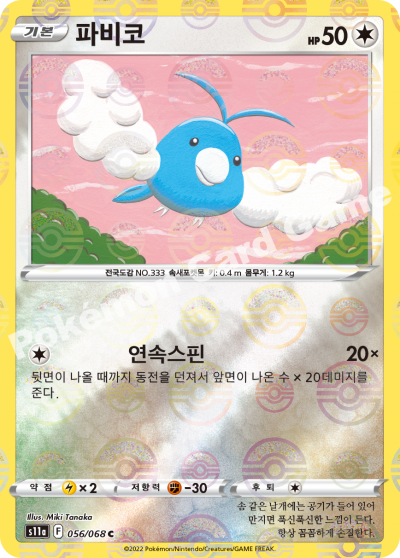 기본 파비코 HP 50
전국도감 NO.333 솜새포켓몬 키: 0.4 m 몸무게: 1.2 kg
연속스핀 20×
뒷면이 나올 때까지 동전을 던져서 앞면이 나온 수 × 20데미지를
준다.
약점 ×2 저항력 -30 후퇴
Illus. Miki Tanaka
s11a F 056/068 C
솜 같은 날개에는 공기가 들어 있어
만지면 푹신푹신한 느낌이 든다.
항상 꼼꼼하게 손질한다.
©2022 Pokémon/Nintendo/Creatures/GAME FREAK.
Pokémon Card Game